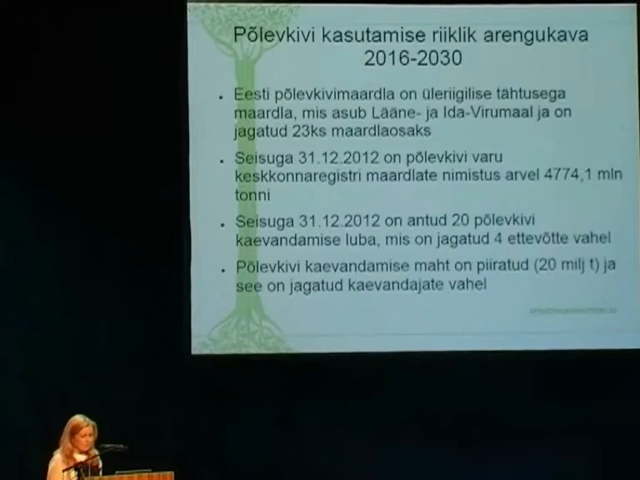 Põlevkivi kasutamise riiklik arengukava
2016-2030
• Eesti põlevkivimaardla on üleriigilise tähtusega
maardla, mis asub Lääne- ja Ida-Virumaal ja on
jagatud 23ks maardlaosaks
• Seisuga 31.12.2012 on põlevkivi varu
keskkonnaregistri maardlate nimistus arvel 4774,1 mln
tonni
• Seisuga 31.12.2012 on antud 20 põlevkivi
kaevandamise luba, mis on jagatud 4 ettevõtte vahel
• Põlevkivi kaevandamise maht on piiratud (20 milj t) ja
see on jagatud kaevandajate vahel